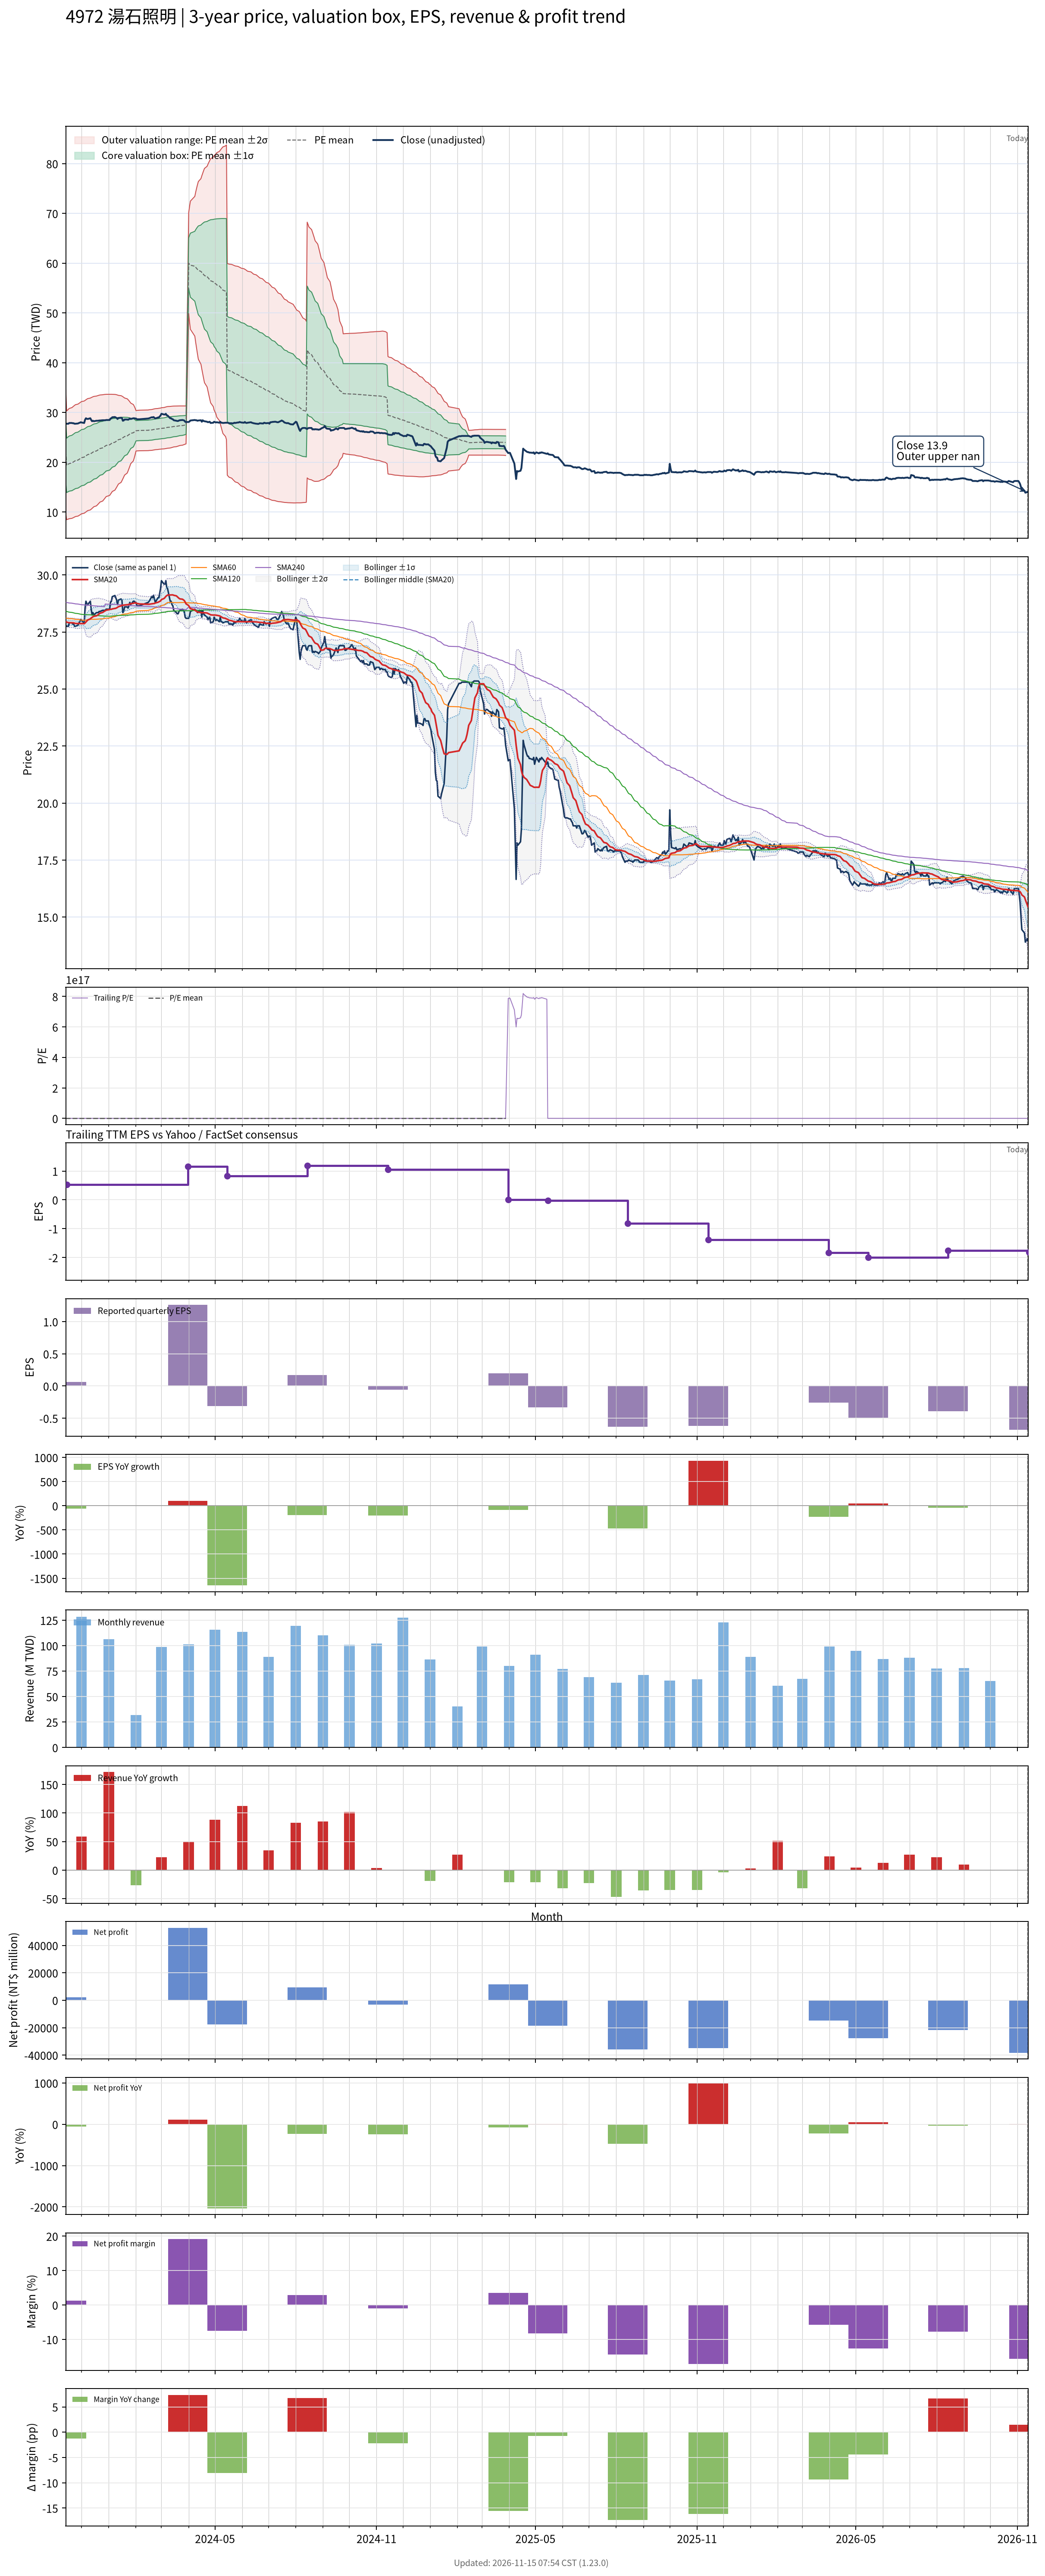 4972 湯石照明 | 3-year price, valuation box, EPS, revenue & profit trend
Outer valuation range: PE mean ±2σ
PE mean
Close (unadjusted)
Core valuation box: PE mean ±1σ
Today
80
70
60
50
40
30
20
10
Price (TWD)
Close 13.9
Outer upper nan
Close (same as panel 1)
SMA20
SMA60
SMA120
SMA240
Bollinger ±2σ
Bollinger ±1σ
Bollinger middle (SMA20)
30.0
27.5
25.0
22.5
20.0
17.5
15.0
Price
1e17
Trailing P/E
P/E mean
8
6
4
2
0
P/E
Trailing TTM EPS vs Yahoo / FactSet consensus
Today
1
0
-1
-2
EPS
Reported quarterly EPS
1.0
0.5
0.0
-0.5
EPS
EPS YoY growth
1000
500
0
-500
-1000
-1500
YoY (%)
Monthly revenue
125
100
75
50
25
0
Revenue (M TWD)
Revenue YoY growth
150
100
50
0
-50
YoY (%)
Month
Net profit
40000
20000
0
-20000
-40000
Net profit (NT$ million)
Net profit YoY
1000
0
-1000
-2000
YoY (%)
Net profit margin
20
10
0
-10
Margin (%)
Margin YoY change
5
0
-5
-10
-15
Δ margin (pp)
2024-05
2024-11
2025-05
2025-11
2026-05
2026-11
Updated: 2026-11-15 07:54 CST (1.23.0)